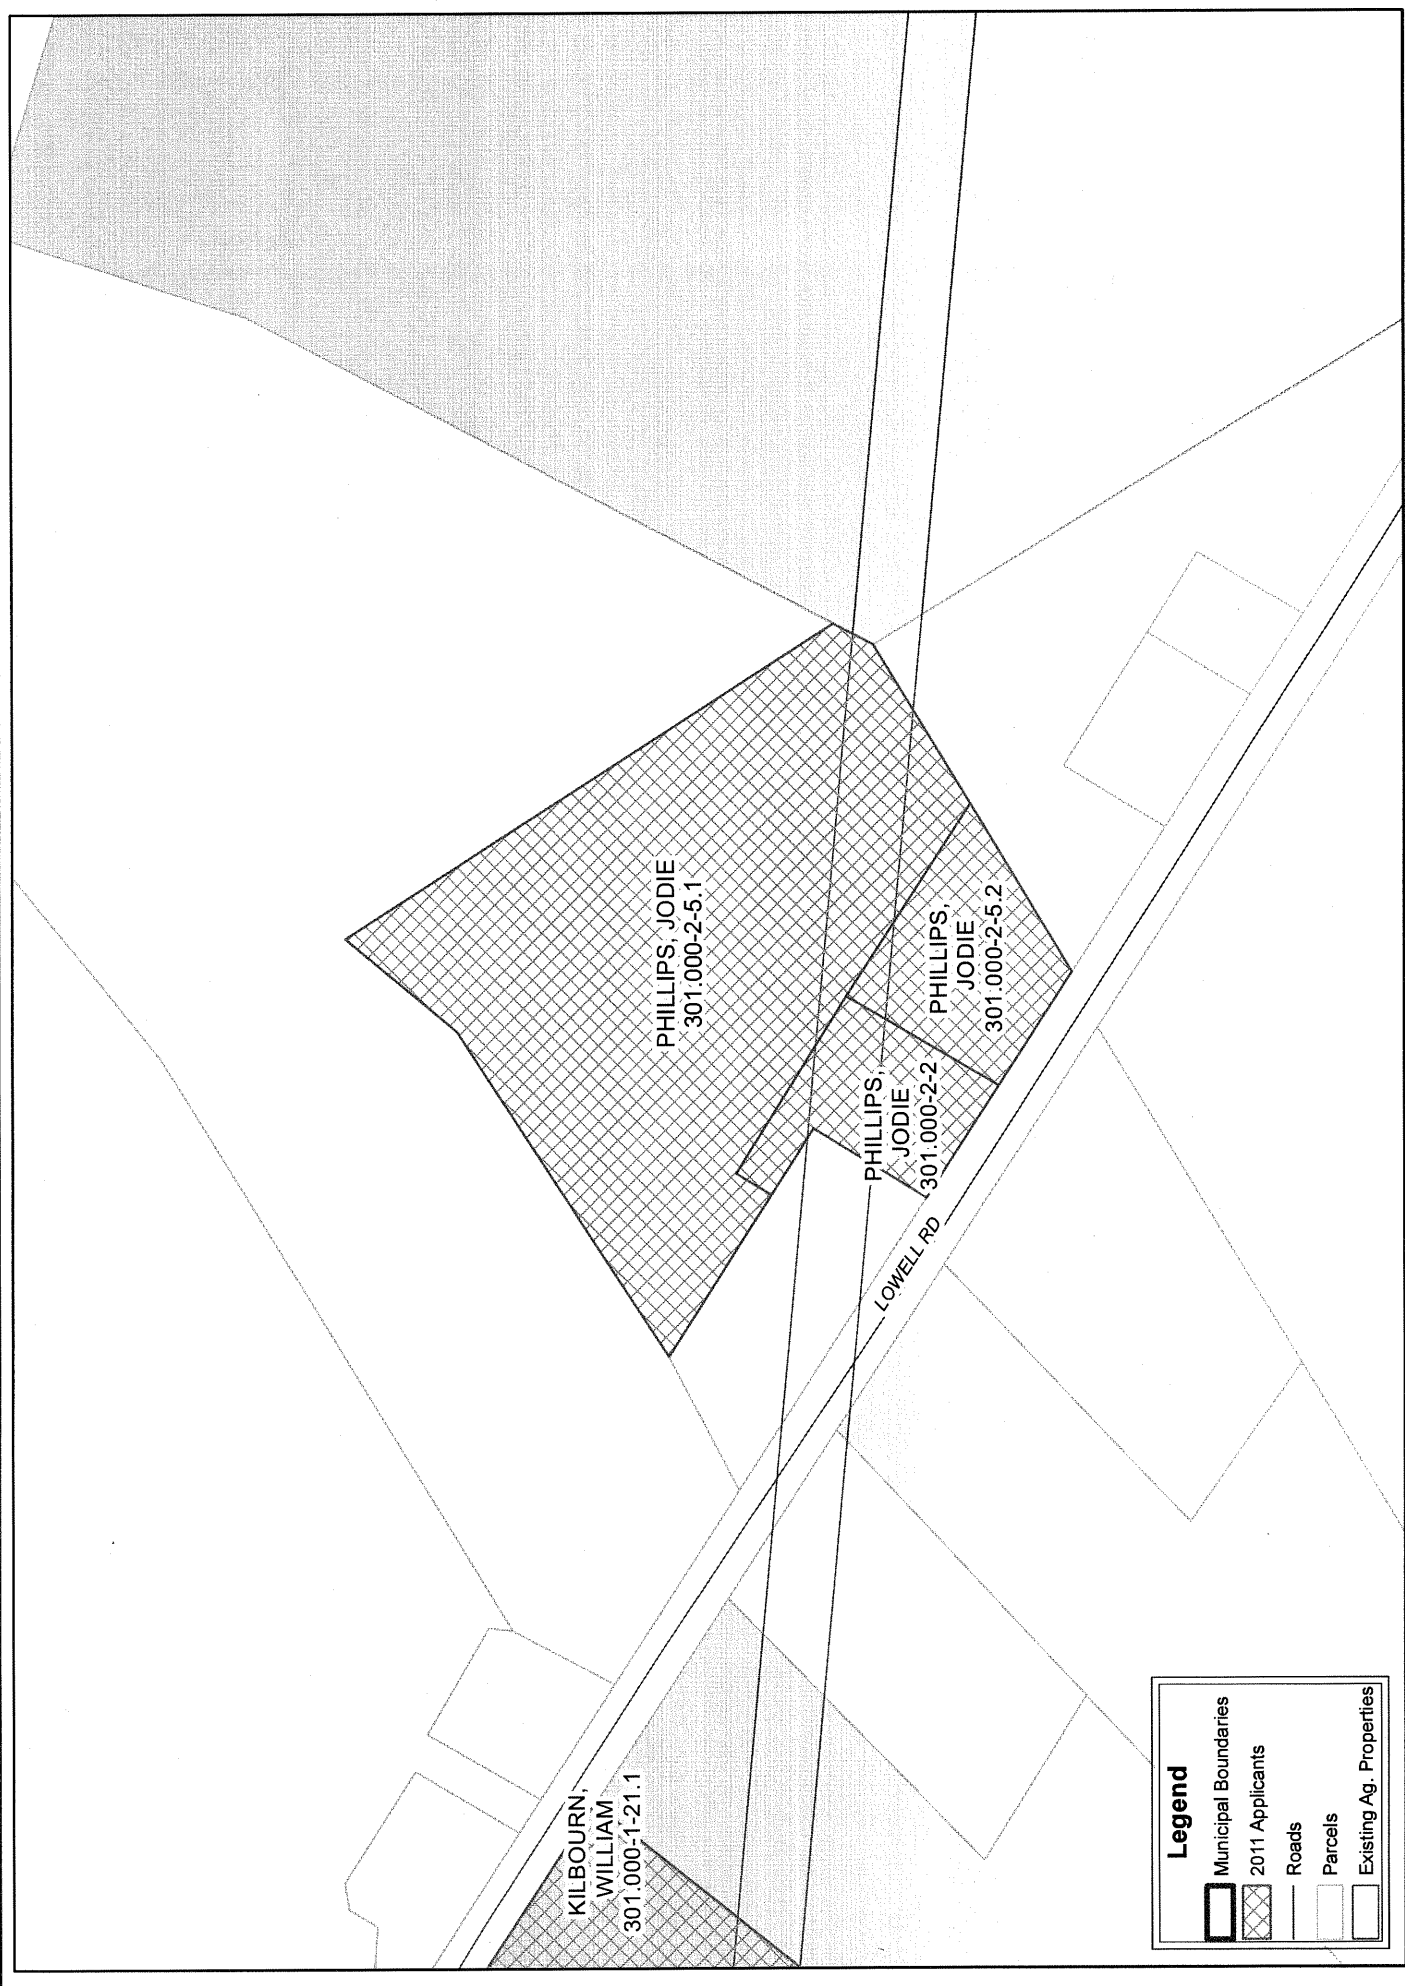 PHILLIPS, JODIE
301.000-2-5.1
PHILLIPS,
JODIE
301.000-2-5.2
PHILLIPS,
JODIE
301.000-2-2
LOWELL RD
KILBOURN,
WILLIAM
301.000-1-21.1
Legend
Municipal Boundaries
2011 Applicants
Roads
Parcels
Existing Ag. Properties